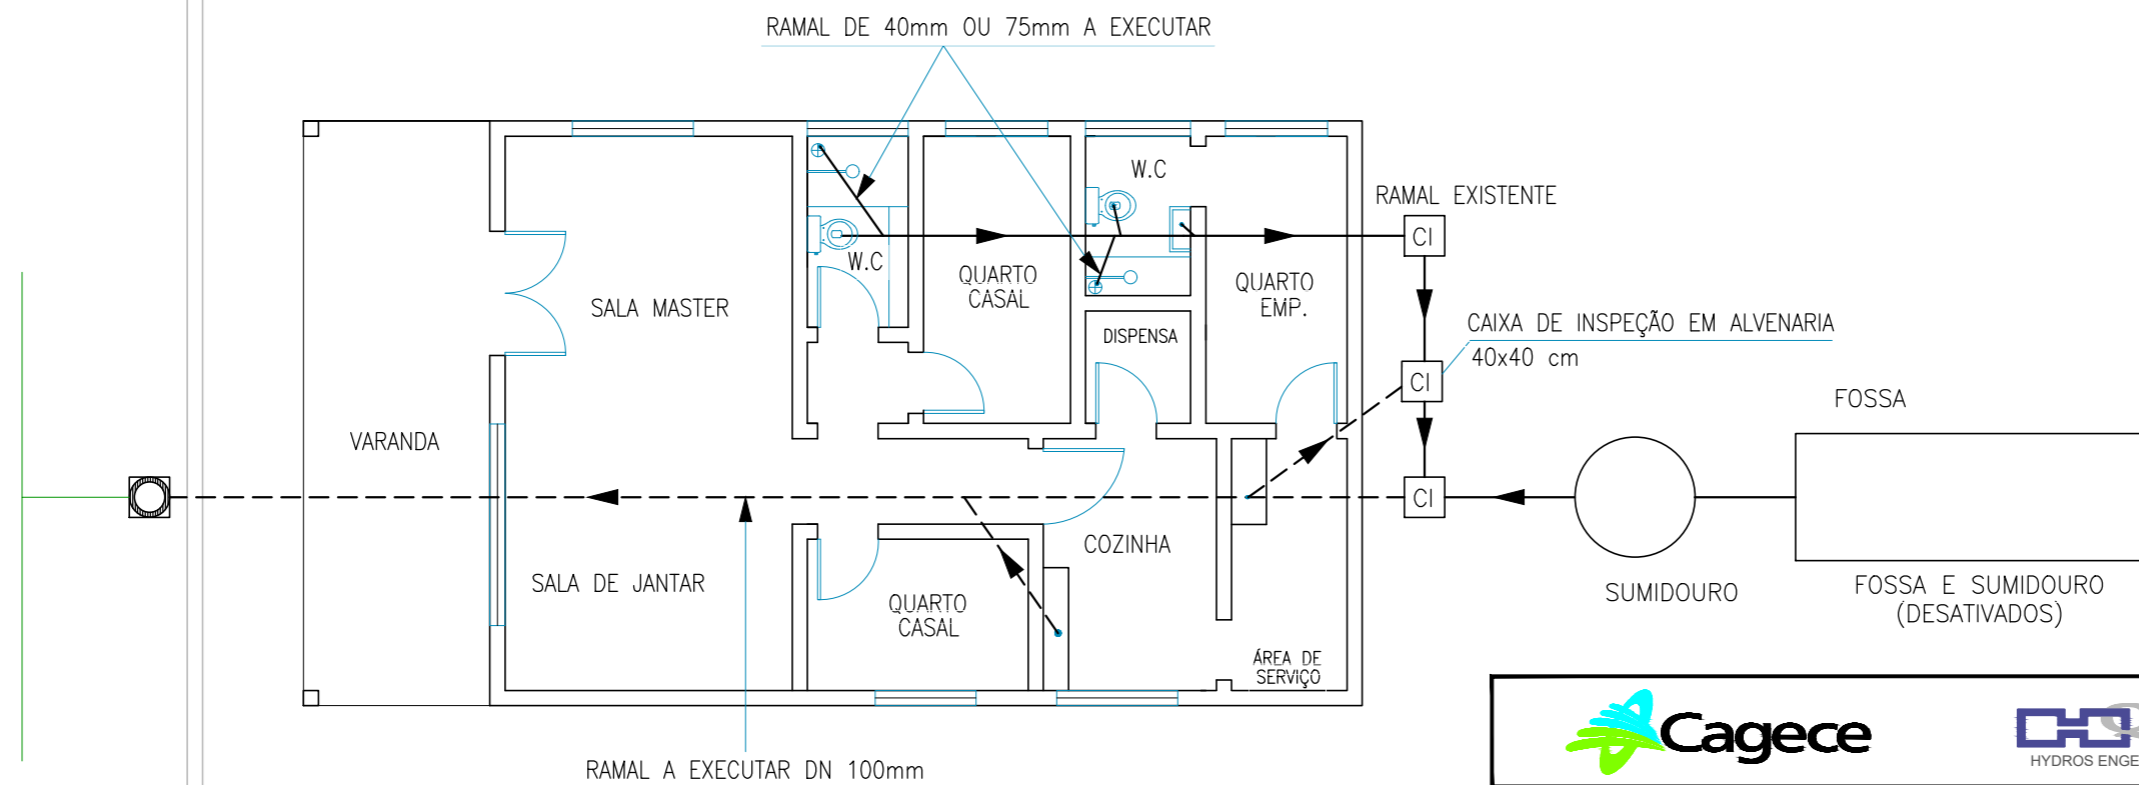 RAMAL DE 40mm OU 75mm A EXECUTAR
W.C
RAMAL EXISTENTE
CI
W.C
QUARTO
CASAL
QUARTO
EMP.
SALA MASTER
DISPENSA
CAIXA DE INSPEÇÃO EM ALVENARIA
40x40 cm
CI
FOSSA
VARANDA
CI
COZINHA
SALA DE JANTAR
QUARTO
CASAL
SUMIDOURO
FOSSA E SUMIDOURO
(DESATIVADOS)
ÁREA DE
SERVIÇO
RAMAL A EXECUTAR DN 100mm
Cagece
HYDROS ENGE